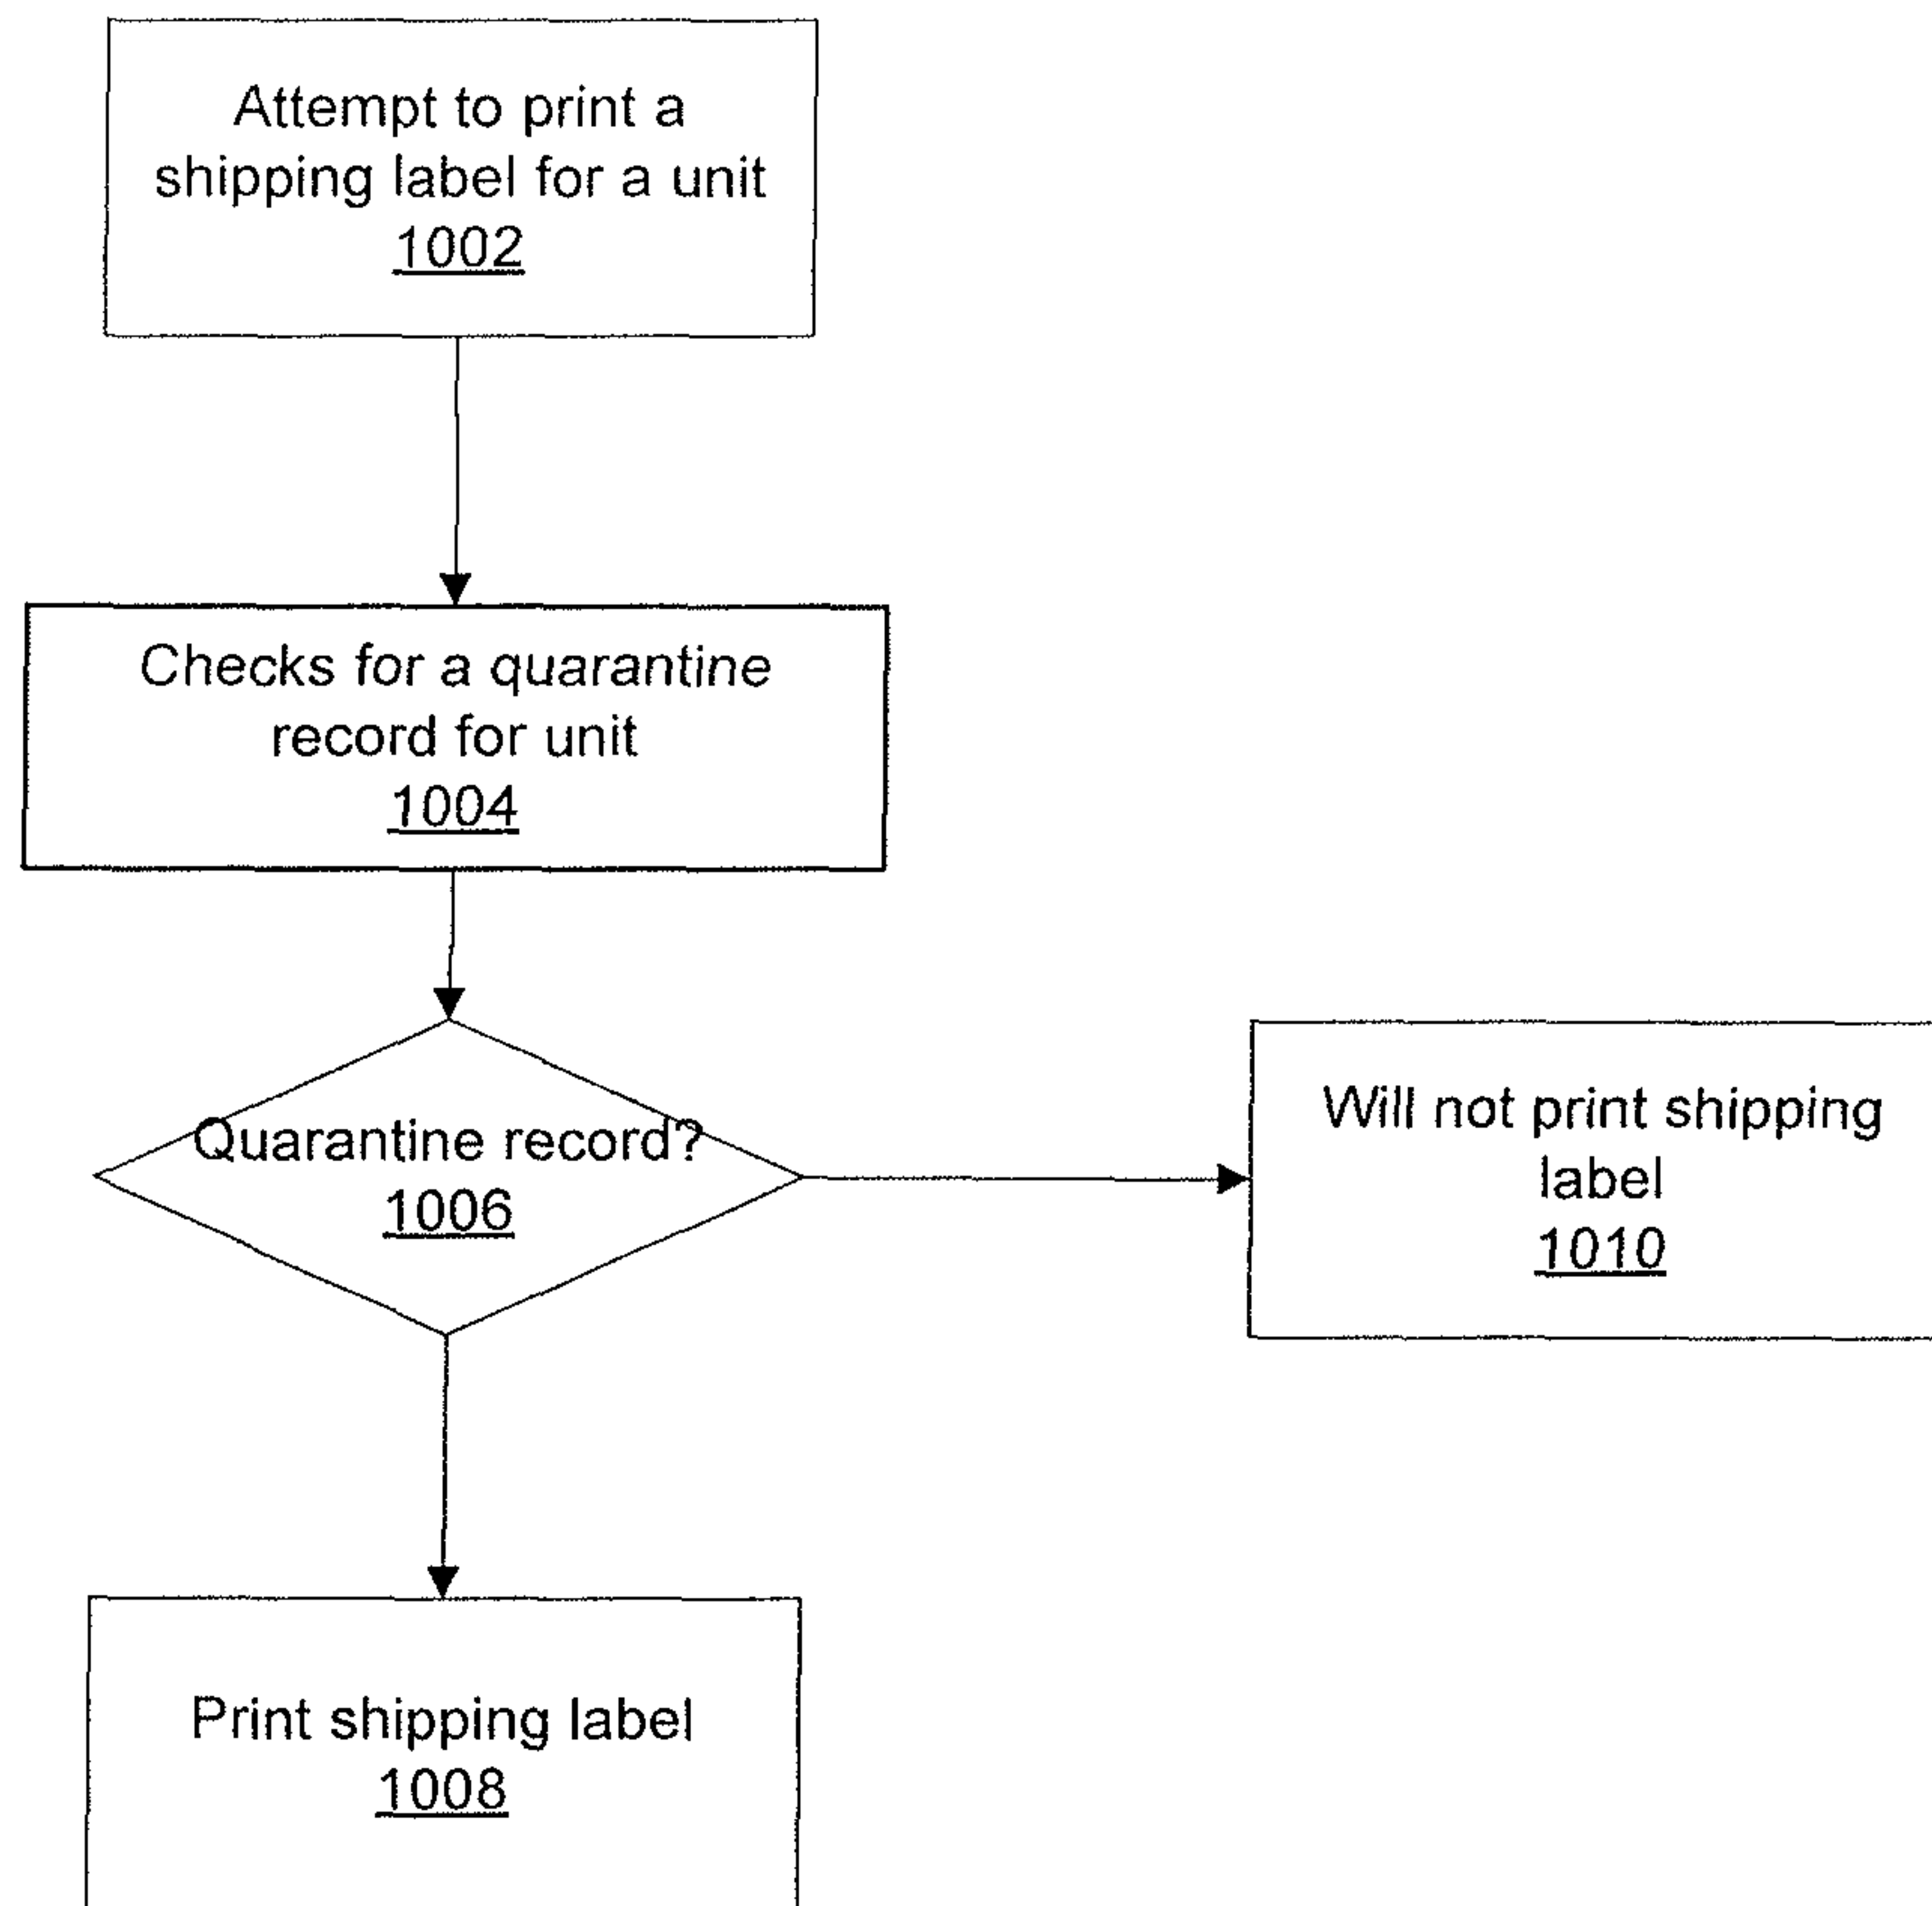 Attempt to print a
shipping label for a unit
1002
Checks for a quarantine
record for unit
1004
Quarantine record?
1006
Will not print shipping
label
1010
Print shipping label
1008